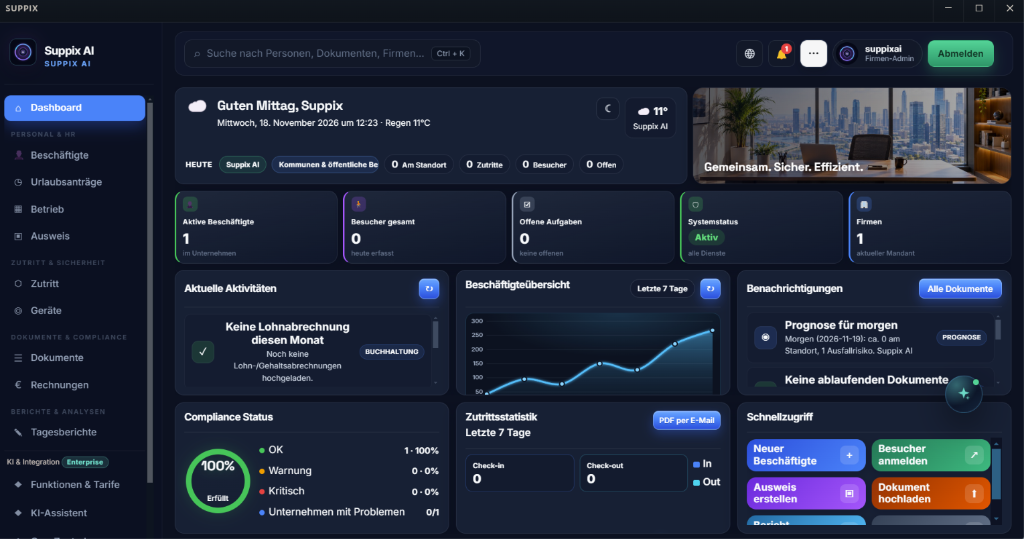 SUPPIX
Suppix AI
SUPPIX AI
Dashboard
PERSONAL & HR
Beschäftigte
Urlaubsanträge
Betrieb
Ausweis
ZUTRITT & SICHERHEIT
Zutritt
Geräte
DOKUMENTE & COMPLIANCE
Dokumente
Rechnungen
BERICHTE & ANALYSEN
Tagesberichte
KI & Integration Enterprise
Funktionen & Tarife
KI-Assistent
Suche nach Personen, Dokumenten, Firmen... Ctrl + K
1
suppixai
Firmen-Admin
Abmelden
Guten Mittag, Suppix
Mittwoch, 18. November 2026 um 12:23 · Regen 11°C
11°
Suppix AI
HEUTE Suppix AI Kommunen & öffentliche Be 0 Am Standort 0 Zutritte 0 Besucher 0 Offen
Gemeinsam. Sicher. Effizient.
Aktive Beschäftigte
1
im Unternehmen
Besucher gesamt
0
heute erfasst
Offene Aufgaben
0
keine offenen
Systemstatus
Aktiv
alle Dienste
Firmen
1
aktueller Mandant
Aktuelle Aktivitäten
Keine Lohnabrechnung
diesen Monat
Noch keine
Lohn-/Gehaltsabrechnungen
hochgeladen.
BUCHHALTUNG
Beschäftigteübersicht
Letzte 7 Tage
300
250
200
150
100
50
Benachrichtigungen
Alle Dokumente
Prognose für morgen
Morgen (2026-11-19): ca. 0 am
Standort, 1 Ausfallrisiko. Suppix AI
PROGNOSE
Keine ablaufenden Dokumente
Compliance Status
100%
Erfüllt
OK 1 · 100%
Warnung 0 · 0%
Kritisch 0 · 0%
Unternehmen mit Problemen 0/1
Zutrittsstatistik
Letzte 7 Tage
PDF per E-Mail
Check-in
0
Check-out
0
In
Out
Schnellzugriff
Neuer
Beschäftigte
Besucher
anmelden
Ausweis
erstellen
Dokument
hochladen
Bericht